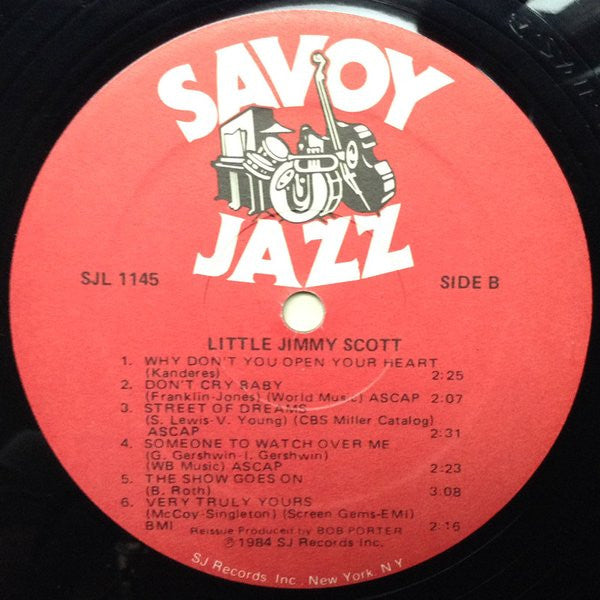 SAVOY
JAZZ
SJL 1145
SIDE B
LITTLE JIMMY SCOTT
1. WHY DON'T YOU OPEN YOUR HEART
(Kanderes) 2:25
2. DON'T CRY BABY
(Franklin-Jones) (World Music) ASCAP 2:07
3. STREET OF DREAMS
(S. Lewis-V. Young) (CBS Miller Catalog)
ASCAP 2:31
4. SOMEONE TO WATCH OVER ME
(G. Gershwin-I. Gershwin)
(WB Music) ASCAP 2:23
5. THE SHOW GOES ON
(B. Roth) 3:08
6. VERY TRULY YOURS
(McCoy-Singleton) (Screen Gems-EMI)
BMI 2:16
Reissue Produced by BOB PORTER
℗1984 SJ Records Inc.
SJ Records, Inc., New York, N.Y.